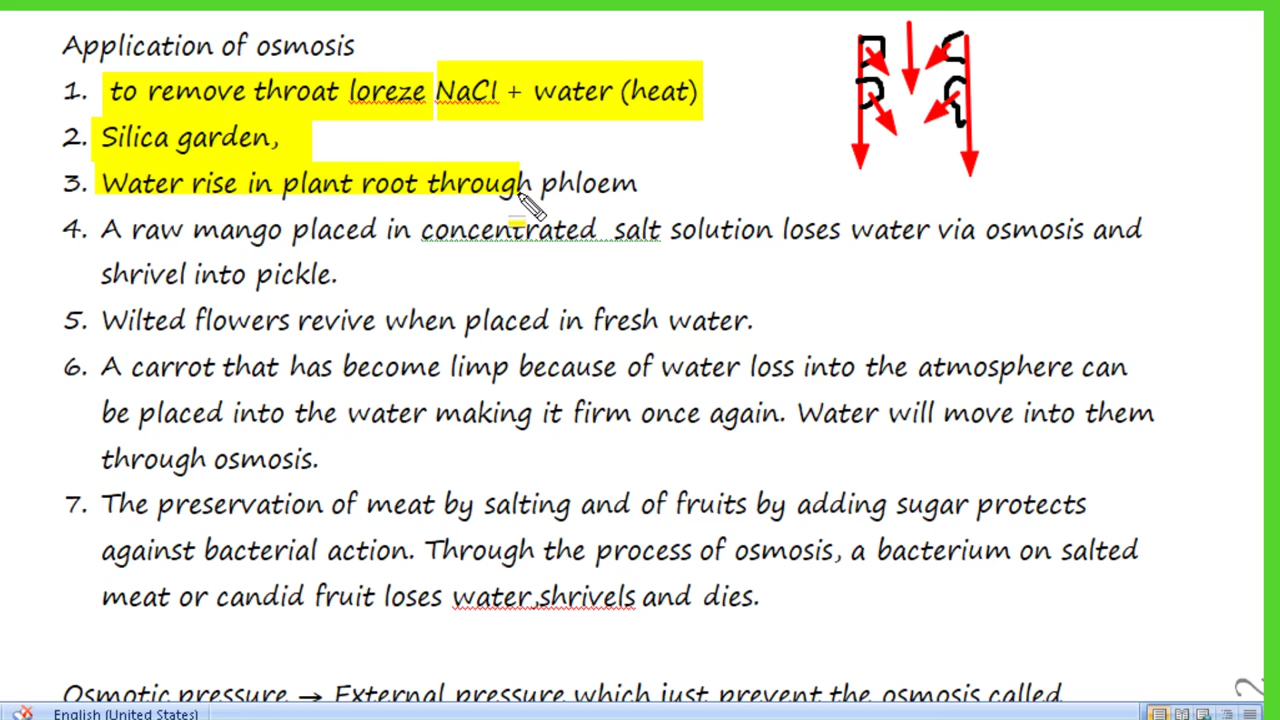 Application of osmosis
1. to remove throat loreze NaCl + water (heat)
2. Silica garden,
3. Water rise in plant root through phloem
4. A raw mango placed in concentrated salt solution loses water via osmosis and
shrivel into pickle.
5. Wilted flowers revive when placed in fresh water.
6. A carrot that has become limp because of water loss into the atmosphere can
be placed into the water making it firm once again. Water will move into them
through osmosis.
7. The preservation of meat by salting and of fruits by adding sugar protects
against bacterial action. Through the process of osmosis, a bacterium on salted
meat or candid fruit loses water,shrivels and dies.
Osmotic pressure → External pressure which just prevent the osmosis called
2
English (United States)